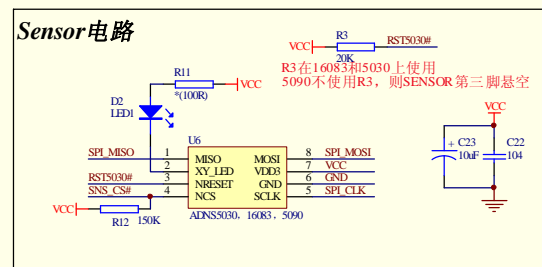 Sensor电路
VCC
R3
RST5030#
20K
R3在16083和5030上使用
5090不使用R3，则SENSOR第三脚悬空
R11
VCC
*(100R)
D2
LED1
VCC
C23
10uF
C22
104
U6
SPI_MISO
1
MISO
MOSI
8
SPI_MOSI
2
XY_LED
VDD3
7
VCC
RST5030#
3
NRESET
GND
6
GND
SNS_CS#
4
NCS
SCLK
5
SPI_CLK
VCC
R12
150K
ADNS5030，16083，5090